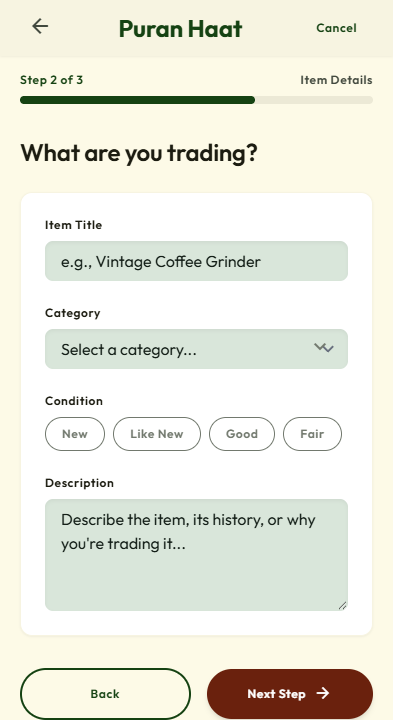 Puran Haat
Cancel
Step 2 of 3
Item Details
What are you trading?
Item Title
e.g., Vintage Coffee Grinder
Category
Select a category...
Condition
New
Like New
Good
Fair
Description
Describe the item, its history, or why
you're trading it...
Back
Next Step